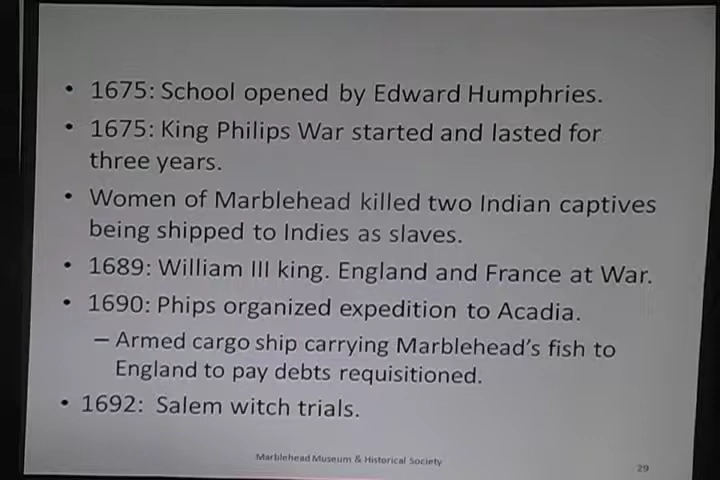 • 1675: School opened by Edward Humphries.
• 1675: King Philips War started and lasted for
three years.
• Women of Marblehead killed two Indian captives
being shipped to Indies as slaves.
• 1689: William III king. England and France at War.
• 1690: Phips organized expedition to Acadia.
– Armed cargo ship carrying Marblehead's fish to
England to pay debts requisitioned.
• 1692: Salem witch trials.
Marblehead Museum & Historical Society
29